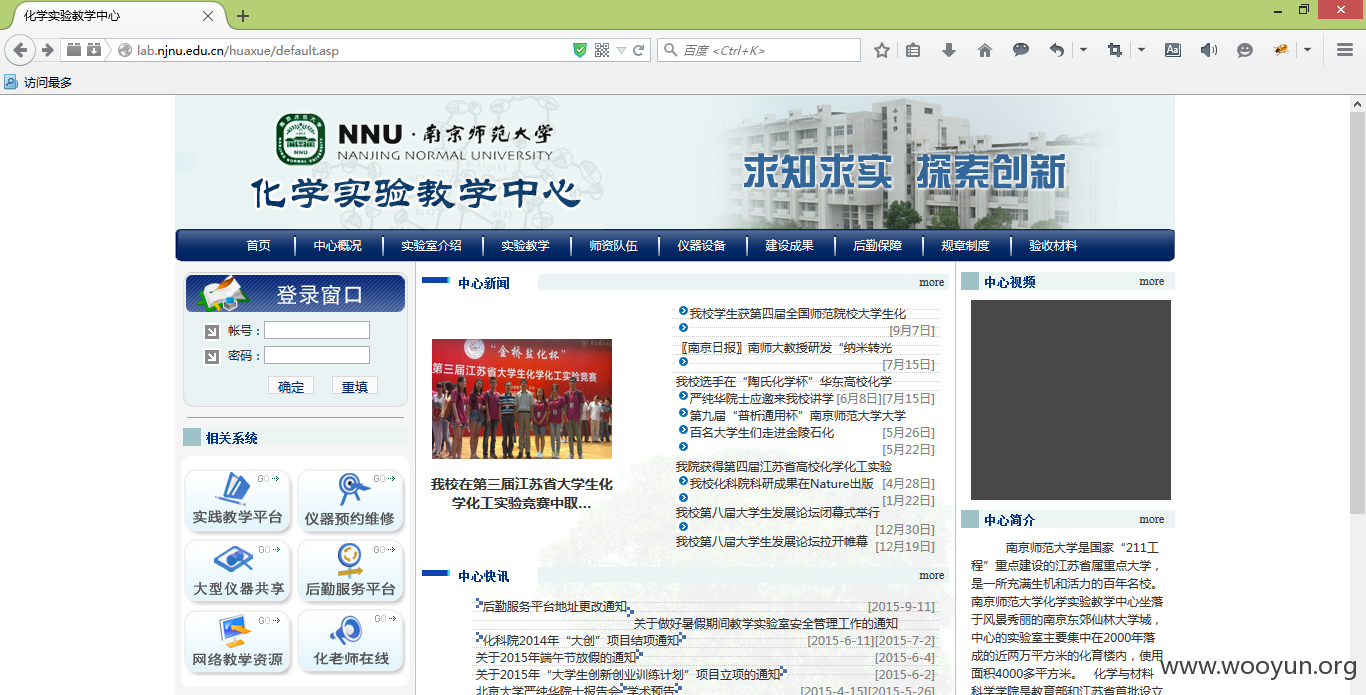 化学实验教学中心
lab.njnu.edu.cn/huaxue/default.asp
百度 <Ctrl+K>
访问最多
NNU · 南京师范大学
NANJING NORMAL UNIVERSITY
化学实验教学中心
求知求实 探索创新
首页 中心概况 实验室介绍 实验教学 师资队伍 仪器设备 建设成果 后勤保障 规章制度 验收材料
登录窗口
帐号：
密码：
确定 重填
相关系统
GO
实践教学平台
GO
仪器预约维修
GO
大型仪器共享
GO
后勤服务平台
GO
网络教学资源
GO
化老师在线
中心新闻 more
"金桥盐化杯"
第三届江苏省大学生化学化工实验竞赛
我校在第三届江苏省大学生化
学化工实验竞赛中取...
我校学生获第四届全国师范院校大学生化
[9月7日]
〖南京日报〗南师大教授研发“纳米转光
[7月15日]
我校选手在“陶氏化学杯”华东高校化学
严纯华院士应邀来我校讲学 [6月8日][7月15日]
第九届“普析通用杯”南京师范大学大学
百名大学生们走进金陵石化 [5月26日]
[5月22日]
我院获得第四届江苏省高校化学化工实验
我校化科院科研成果在Nature出版 [4月28日]
[1月22日]
我校第八届大学生发展论坛闭幕式举行
[12月30日]
我校第八届大学生发展论坛拉开帷幕 [12月19日]
中心快讯 more
后勤服务平台地址更改通知 [2015-9-11]
关于做好暑假期间教学实验室安全管理工作的通知
化科院2014年“大创”项目结项通知 [2015-6-11][2015-7-2]
关于2015年端午节放假的通知 [2015-6-4]
关于2015年“大学生创新创业训练计划”项目立项的通知 [2015-6-2]
北京大学严纯华院士报告会 学术预告 [2015-4-15][2015-5-26]
中心视频 more
中心简介 more
南京师范大学是国家“211工
程”重点建设的江苏省属重点大学，
是一所充满生机和活力的百年名校。
南京师范大学化学实验教学中心坐落
于风景秀丽的南京东郊仙林大学城，
中心的实验室主要集中在2000年落
成的近两万平方米的化育楼内，使用
面积4000多平方米。 化学与材料
科学学院是教育部和江苏省首批设立
www.wooyun.org